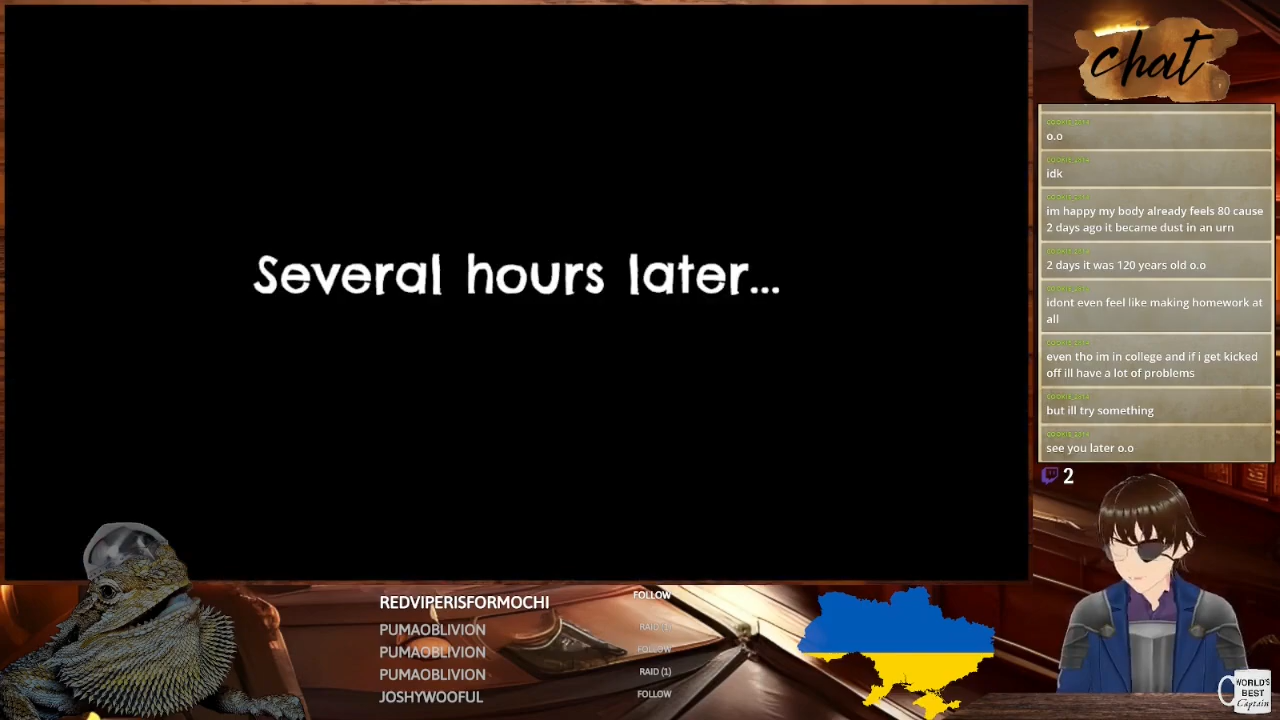 Several hours later...
chat
o.o
idk
im happy my body already feels 80 cause
2 days ago it became dust in an urn
2 days it was 120 years old o.o
idont even feel like making homework at
all
even tho im in college and if i get kicked
off ill have a lot of problems
but ill try something
see you later o.o
2
REDVIPERISFORMOCHI FOLLOW
PUMAOBLIVION RAID (1)
PUMAOBLIVION FOLLOW
PUMAOBLIVION RAID (1)
JOSHYWOOFUL FOLLOW
WORLD'S
BEST
Captain